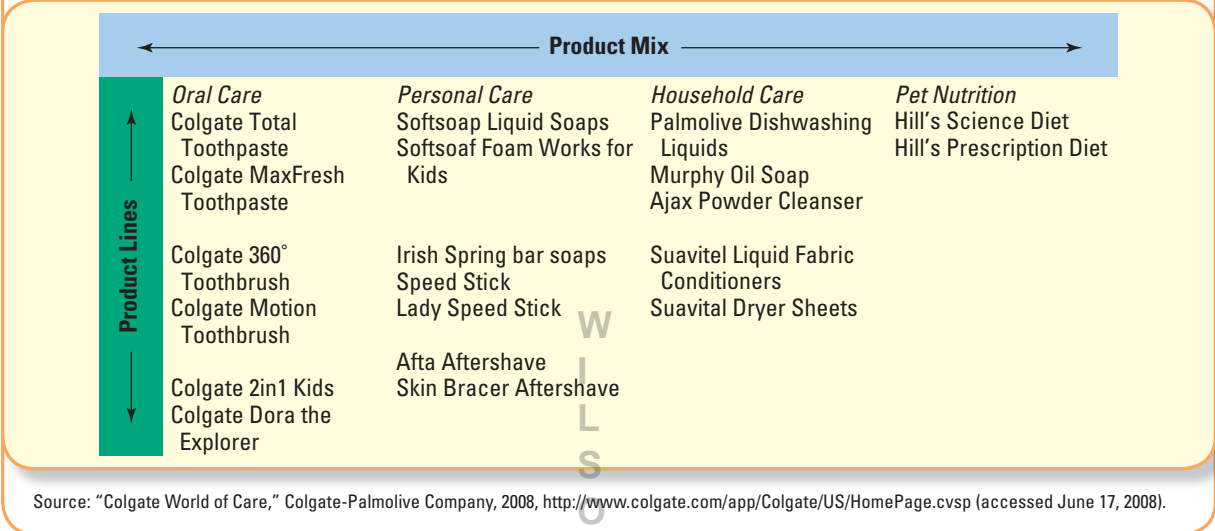 Product Mix
Product Lines
Oral Care
Colgate Total
Toothpaste
Colgate MaxFresh
Toothpaste
Colgate 360˚
Toothbrush
Colgate Motion
Toothbrush
Colgate 2in1 Kids
Colgate Dora the
Explorer
Personal Care
Softsoap Liquid Soaps
Softsoaf Foam Works for
Kids
Irish Spring bar soaps
Speed Stick
Lady Speed Stick
Afta Aftershave
Skin Bracer Aftershave
Household Care
Palmolive Dishwashing
Liquids
Murphy Oil Soap
Ajax Powder Cleanser
Suavitel Liquid Fabric
Conditioners
Suavital Dryer Sheets
Pet Nutrition
Hill's Science Diet
Hill's Prescription Diet
W
I
L
S
O
Source: “Colgate World of Care,” Colgate-Palmolive Company, 2008, http://www.colgate.com/app/Colgate/US/HomePage.cvsp (accessed June 17, 2008).